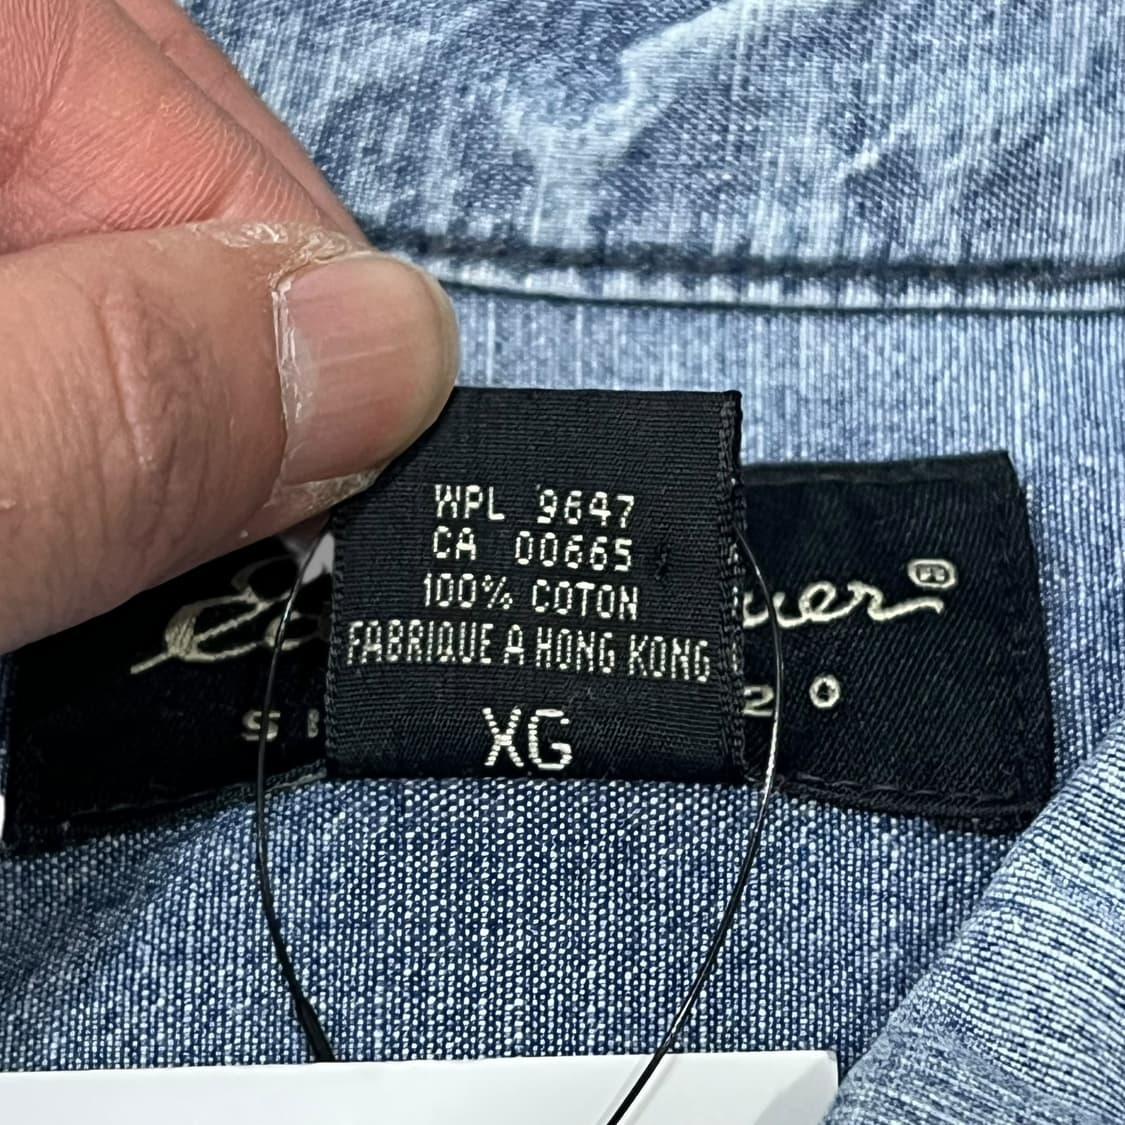 WPL 9647
CA 00665
100% COTON
FABRIQUE A HONG KONG
XG